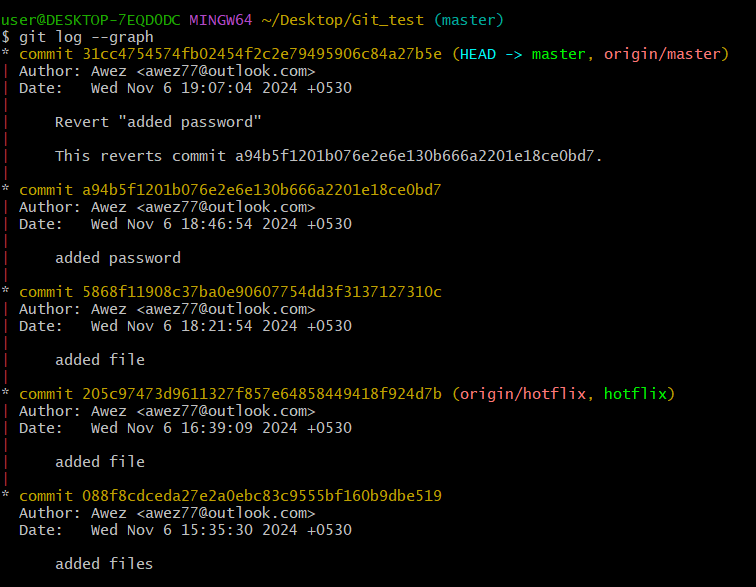 user@DESKTOP-7EQD0DC MINGW64 ~/Desktop/Git_test (master)
$ git log --graph
* commit 31cc4754574fb02454f2c2e79495906c84a27b5e (HEAD -> master, origin/master)
| Author: Awez <awez77@outlook.com>
| Date:   Wed Nov 6 19:07:04 2024 +0530
|
|     Revert "added password"
|
|     This reverts commit a94b5f1201b076e2e6e130b666a2201e18ce0bd7.
|
* commit a94b5f1201b076e2e6e130b666a2201e18ce0bd7
| Author: Awez <awez77@outlook.com>
| Date:   Wed Nov 6 18:46:54 2024 +0530
|
|     added password
|
* commit 5868f11908c37ba0e90607754dd3f3137127310c
| Author: Awez <awez77@outlook.com>
| Date:   Wed Nov 6 18:21:54 2024 +0530
|
|     added file
|
* commit 205c97473d9611327f857e64858449418f924d7b (origin/hotflix, hotflix)
| Author: Awez <awez77@outlook.com>
| Date:   Wed Nov 6 16:39:09 2024 +0530
|
|     added file
|
* commit 088f8cdceda27e2a0ebc83c9555bf160b9dbe519
  Author: Awez <awez77@outlook.com>
  Date:   Wed Nov 6 15:35:30 2024 +0530

      added files